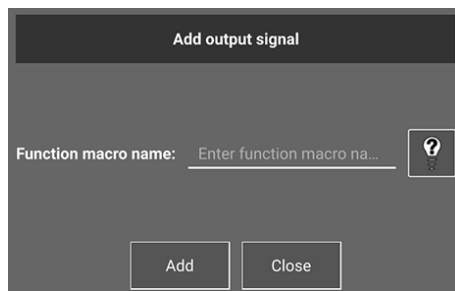 Add output signal
Function macro name: Enter function macro na...
Add Close